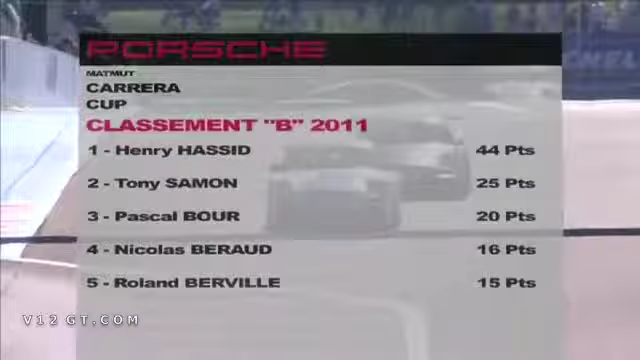 PORSCHE
MATMUT
CARRERA
CUP
CLASSEMENT "B" 2011
1 - Henry HASSID 44 Pts
2 - Tony SAMON 25 Pts
3 - Pascal BOUR 20 Pts
4 - Nicolas BERAUD 16 Pts
5 - Roland BERVILLE 15 Pts
V12GT.COM